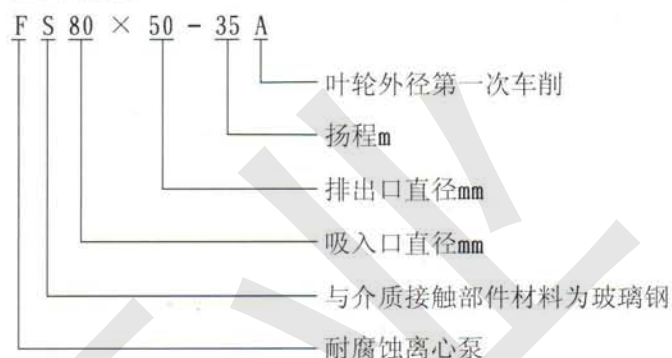 F S 80 × 50 - 35 A
叶轮外径第一次车削
扬程m
排出口直径mm
吸入口直径mm
与介质接触部件材料为玻璃钢
耐腐蚀离心泵